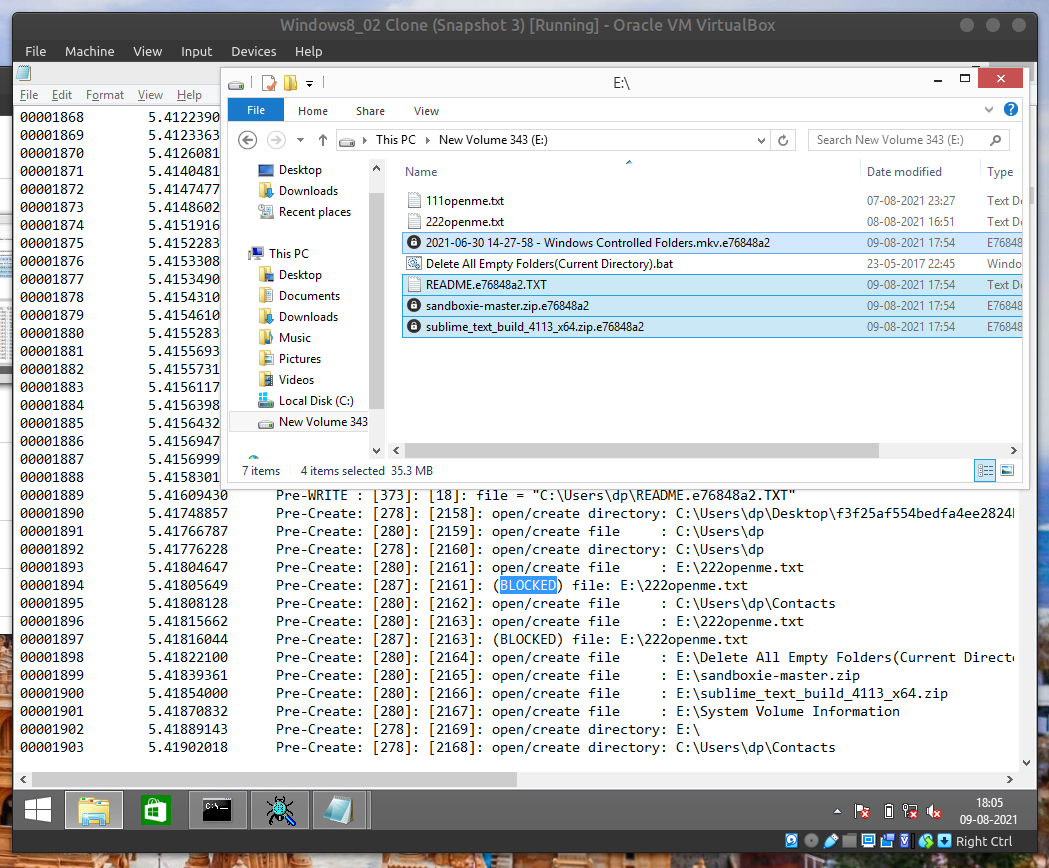 Windows8_02 Clone (Snapshot 3) [Running] - Oracle VM VirtualBox
File Machine View Input Devices Help
File Edit Format View Help
E:\
File Home Share View
This PC New Volume 343 (E:) Search New Volume 343 (E:)
Desktop
Downloads
Recent places
This PC
Desktop
Documents
Downloads
Music
Pictures
Videos
Local Disk (C:)
New Volume 343
Name Date modified Type
111openme.txt 07-08-2021 23:27 Text Do
222openme.txt 08-08-2021 16:51 Text Do
2021-06-30 14-27-58 - Windows Controlled Folders.mkv.e76848a2 09-08-2021 17:54 E76848
Delete All Empty Folders(Current Directory).bat 23-05-2017 22:45 Windo
README.e76848a2.TXT 09-08-2021 17:54 Text Do
sandboxie-master.zip.e76848a2 09-08-2021 17:54 E76848
sublime_text_build_4113_x64.zip.e76848a2 09-08-2021 17:54 E76848
7 items 4 items selected 35.3 MB
00001868 5.4122390
00001869 5.4123363
00001870 5.4126081
00001871 5.4140481
00001872 5.4147477
00001873 5.4148602
00001874 5.4151916
00001875 5.4152283
00001876 5.4153308
00001877 5.4153490
00001878 5.4154310
00001879 5.4154610
00001880 5.4155283
00001881 5.4155693
00001882 5.4155731
00001883 5.4156117
00001884 5.4156398
00001885 5.4156432
00001886 5.4156947
00001887 5.4156999
00001888 5.4158301
00001889 5.41609430 Pre-WRITE : [373]: [18]: file = "C:\Users\dp\README.e76848a2.TXT"
00001890 5.41748857 Pre-Create: [278]: [2158]: open/create directory: C:\Users\dp\Desktop\f3f25af554bedfa4ee2824b
00001891 5.41766787 Pre-Create: [280]: [2159]: open/create file : C:\Users\dp
00001892 5.41776228 Pre-Create: [278]: [2160]: open/create directory: C:\Users\dp
00001893 5.41804647 Pre-Create: [280]: [2161]: open/create file : E:\222openme.txt
00001894 5.41805649 Pre-Create: [287]: [2161]: (BLOCKED) file: E:\222openme.txt
00001895 5.41808128 Pre-Create: [280]: [2162]: open/create file : C:\Users\dp\Contacts
00001896 5.41815662 Pre-Create: [280]: [2163]: open/create file : E:\222openme.txt
00001897 5.41816044 Pre-Create: [287]: [2163]: (BLOCKED) file: E:\222openme.txt
00001898 5.41822100 Pre-Create: [280]: [2164]: open/create file : E:\Delete All Empty Folders(Current Directo
00001899 5.41839361 Pre-Create: [280]: [2165]: open/create file : E:\sandboxie-master.zip
00001900 5.41854000 Pre-Create: [280]: [2166]: open/create file : E:\sublime_text_build_4113_x64.zip
00001901 5.41870832 Pre-Create: [280]: [2167]: open/create file : E:\System Volume Information
00001902 5.41889143 Pre-Create: [278]: [2169]: open/create directory: E:\
00001903 5.41902018 Pre-Create: [278]: [2168]: open/create directory: C:\Users\dp\Contacts
18:05
09-08-2021
Right Ctrl